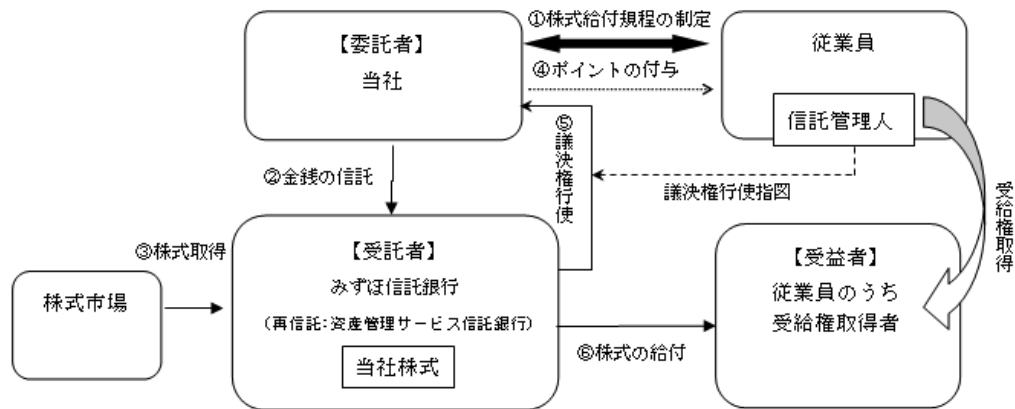 ①株式給付規程の制定
【委託者】
当社
従業員
④ポイントの付与
信託管理人
⑤議決権行使
②金銭の信託
議決権行使指図
受給権取得
③株式取得
【受託者】
みずほ信託銀行
(再信託:資産管理サービス信託銀行)
当社株式
株式市場
【受益者】
従業員のうち
受給権取得者
⑥株式の給付